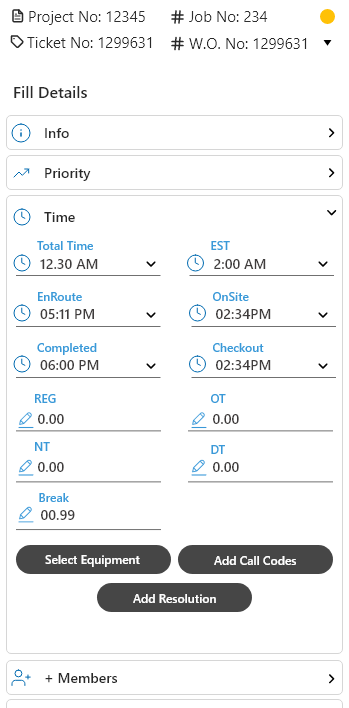 Project No: 12345 # Job No: 234
Ticket No: 1299631 # W.O. No: 1299631
Fill Details
Info
Priority
Time
Total Time EST
12.30 AM 2:00 AM
EnRoute OnSite
05:11 PM 02:34PM
Completed Checkout
06:00 PM 02:34PM
REG OT
0.00 0.00
NT DT
0.00 0.00
Break
00.99
Select Equipment Add Call Codes
Add Resolution
+ Members